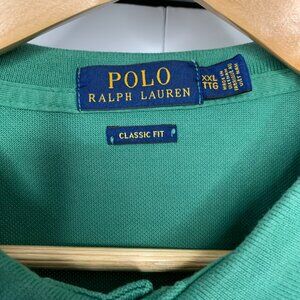 POLO
RALPH LAUREN
XXL
TTG
CLASSIC FIT